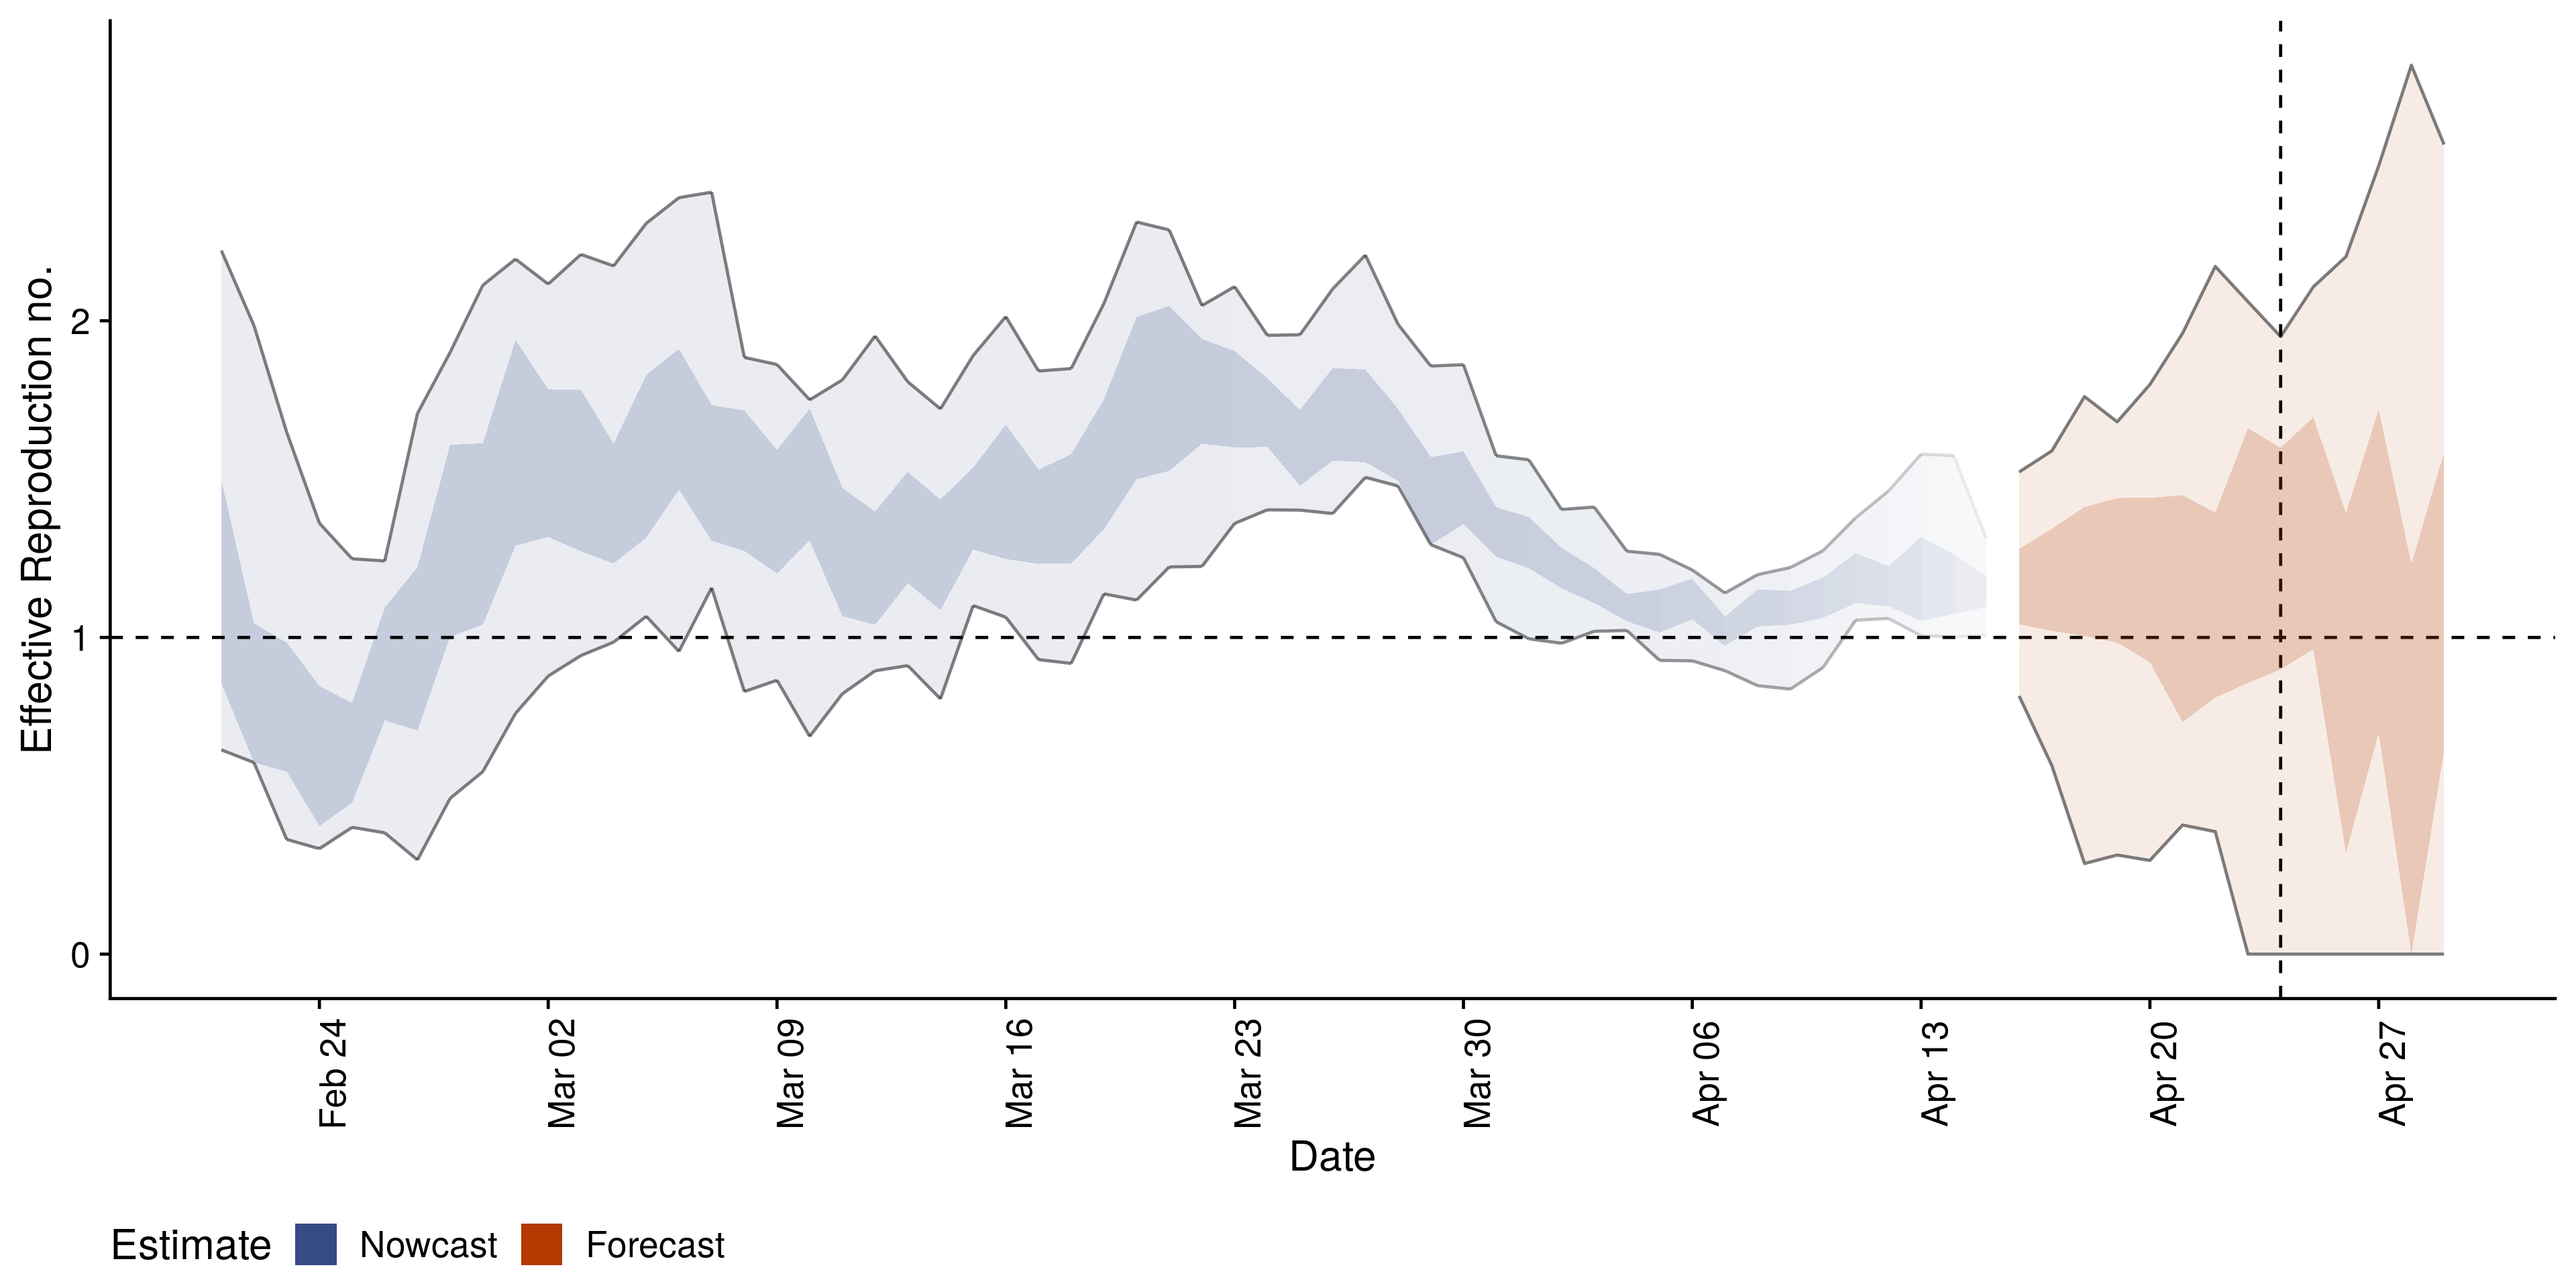 Effective Reproduction no.
2
1
0
Feb 24
Mar 02
Mar 09
Mar 16
Mar 23
Mar 30
Apr 06
Apr 13
Apr 20
Apr 27
Date
Estimate Nowcast Forecast